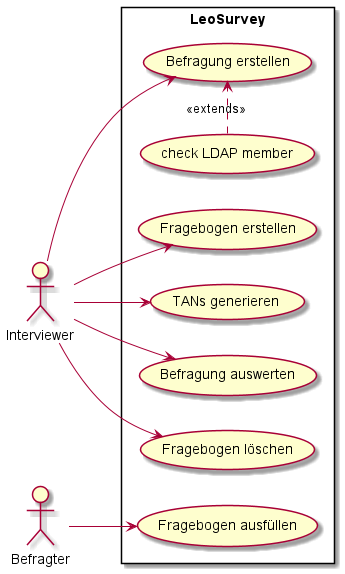 LeoSurvey
Befragung erstellen
«extends»
check LDAP member
Fragebogen erstellen
TANs generieren
Interviewer
Befragung auswerten
Fragebogen löschen
Fragebogen ausfüllen
Befragter